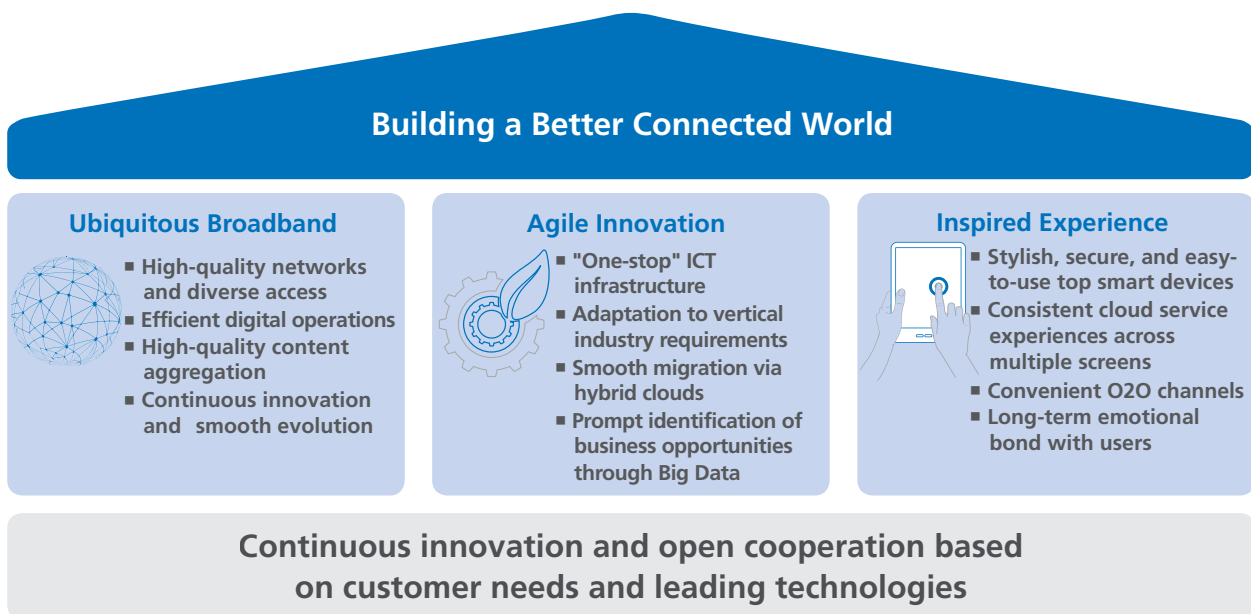 Building a Better Connected World
Ubiquitous Broadband
■ High-quality networks
and diverse access
■ Efficient digital operations
■ High-quality content
aggregation
■ Continuous innovation
and smooth evolution
Agile Innovation
■ "One-stop" ICT
infrastructure
■ Adaptation to vertical
industry requirements
■ Smooth migration via
hybrid clouds
■ Prompt identification of
business opportunities
through Big Data
Inspired Experience
■ Stylish, secure, and easy-
to-use top smart devices
■ Consistent cloud service
experiences across
multiple screens
■ Convenient O2O channels
■ Long-term emotional
bond with users
Continuous innovation and open cooperation based
on customer needs and leading technologies